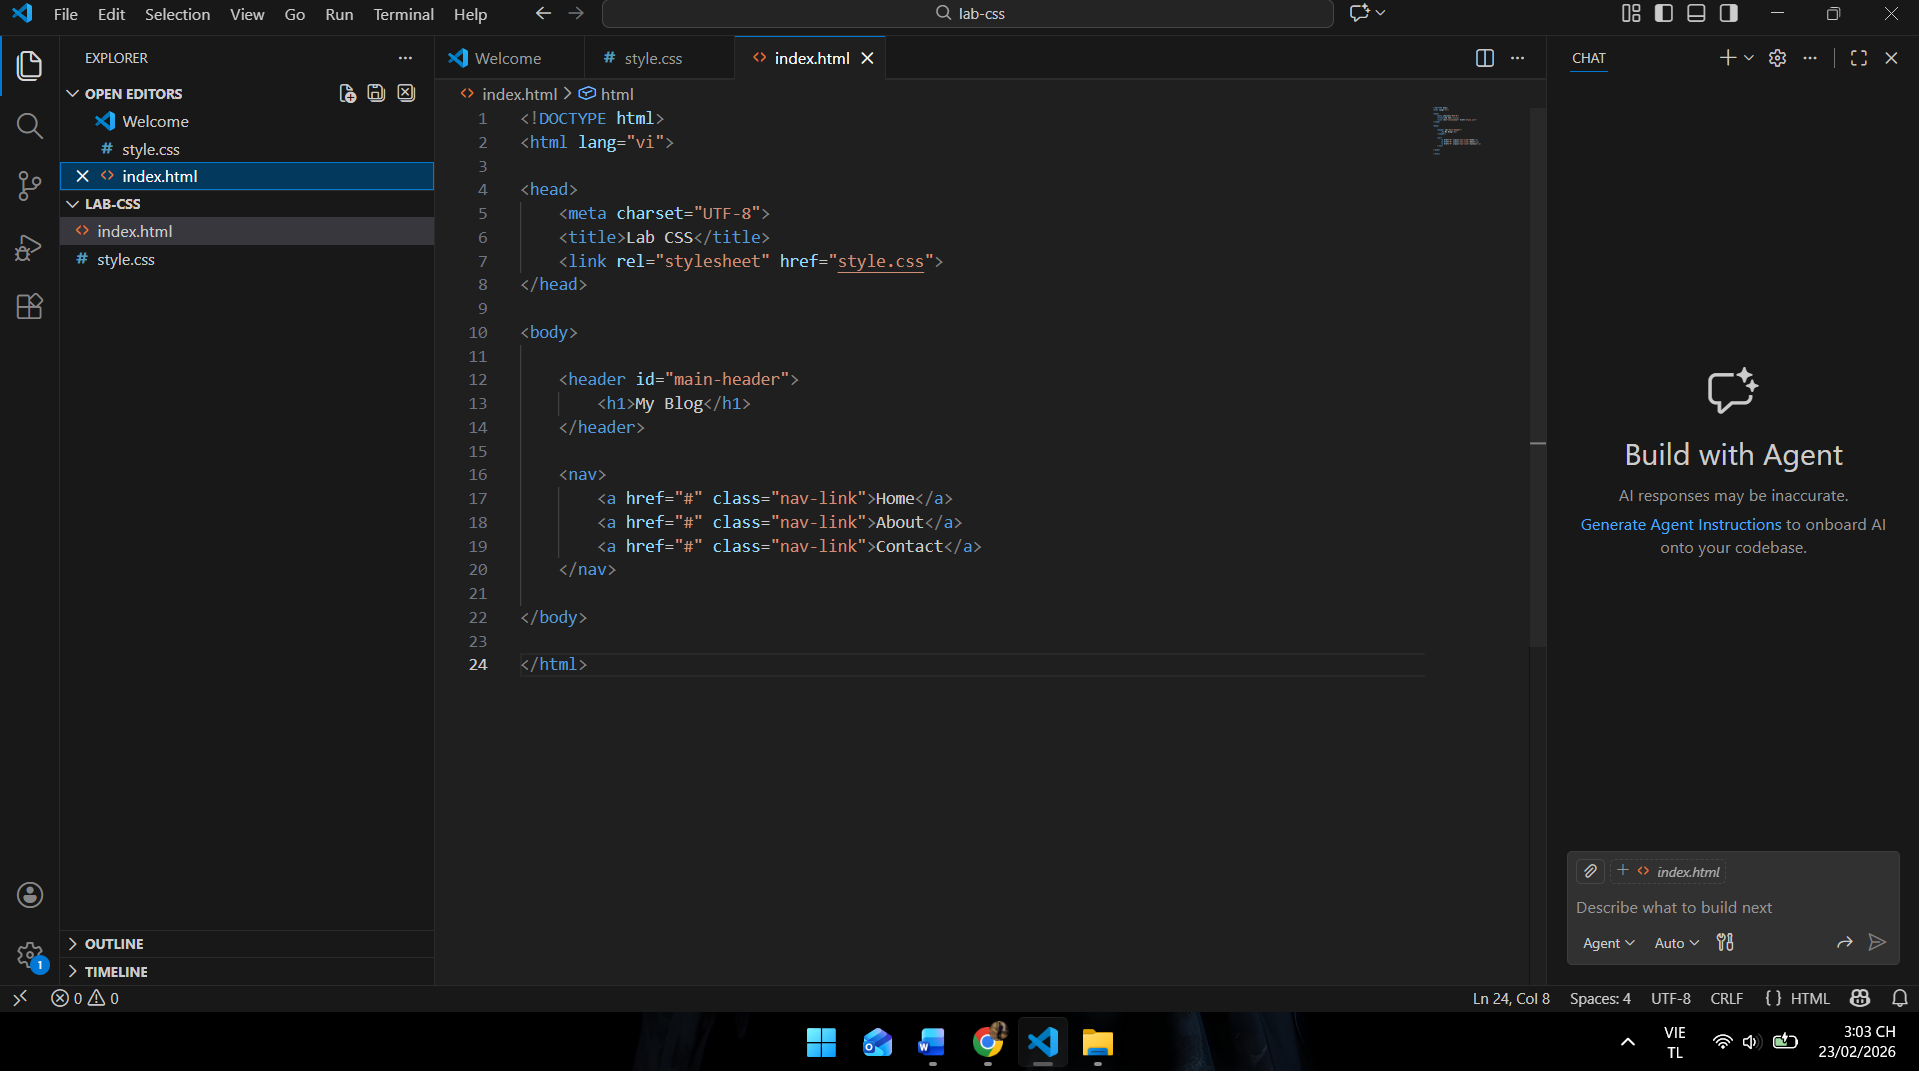 File Edit Selection View Go Run Terminal Help
lab-css
EXPLORER
OPEN EDITORS
Welcome
style.css
index.html
LAB-CSS
index.html
style.css
OUTLINE
TIMELINE
Welcome
style.css
index.html
index.html > html
1 <!DOCTYPE html>
2 <html lang="vi">
3
4 <head>
5 <meta charset="UTF-8">
6 <title>Lab CSS</title>
7 <link rel="stylesheet" href="style.css">
8 </head>
9
10 <body>
11
12 <header id="main-header">
13 <h1>My Blog</h1>
14 </header>
15
16 <nav>
17 <a href="#" class="nav-link">Home</a>
18 <a href="#" class="nav-link">About</a>
19 <a href="#" class="nav-link">Contact</a>
20 </nav>
21
22 </body>
23
24 </html>
CHAT
Build with Agent
AI responses may be inaccurate.
Generate Agent Instructions to onboard AI
onto your codebase.
index.html
Describe what to build next
Agent Auto
1
0 0
Ln 24, Col 8 Spaces: 4 UTF-8 CRLF {} HTML
VIE
TL
3:03 CH
23/02/2026